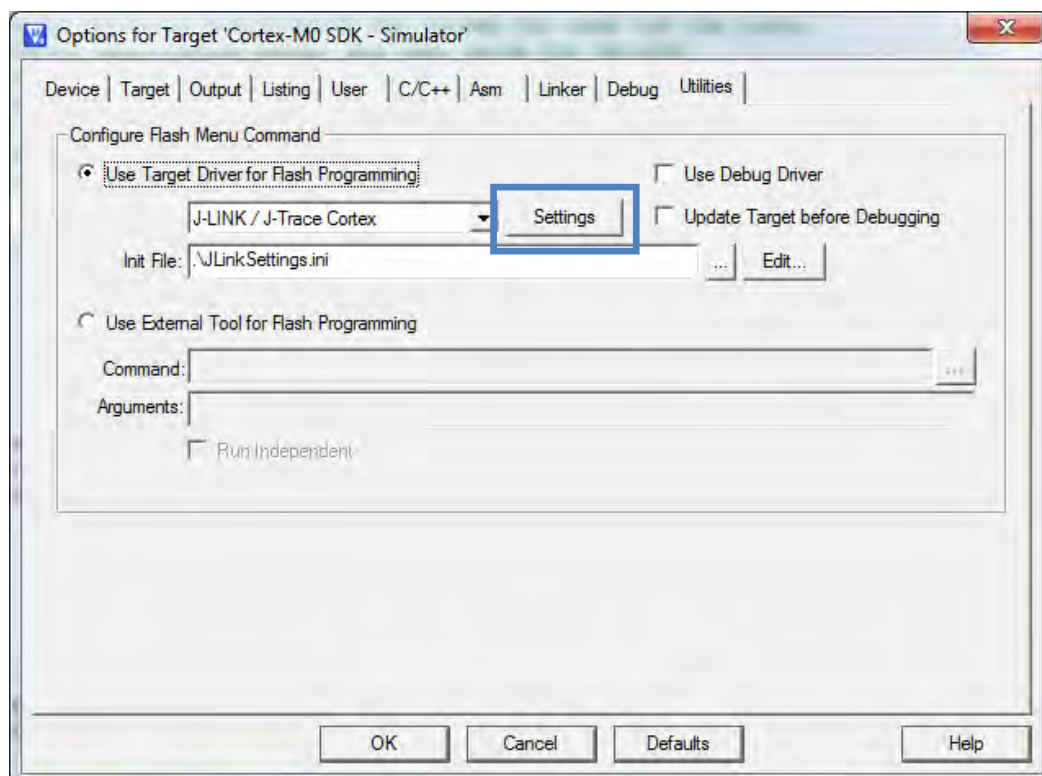 Options for Target 'Cortex-M0 SDK - Simulator'
Device | Target | Output | Listing | User | C/C++ | Asm | Linker | Debug Utilities |
Configure Flash Menu Command
Use Target Driver for Flash Programming Use Debug Driver
J-LINK / J-Trace Cortex Settings Update Target before Debugging
Init File: .\JLinkSettings.ini ... Edit...
Use External Tool for Flash Programming
Command: ...
Arguments:
Run Independent
OK Cancel Defaults Help